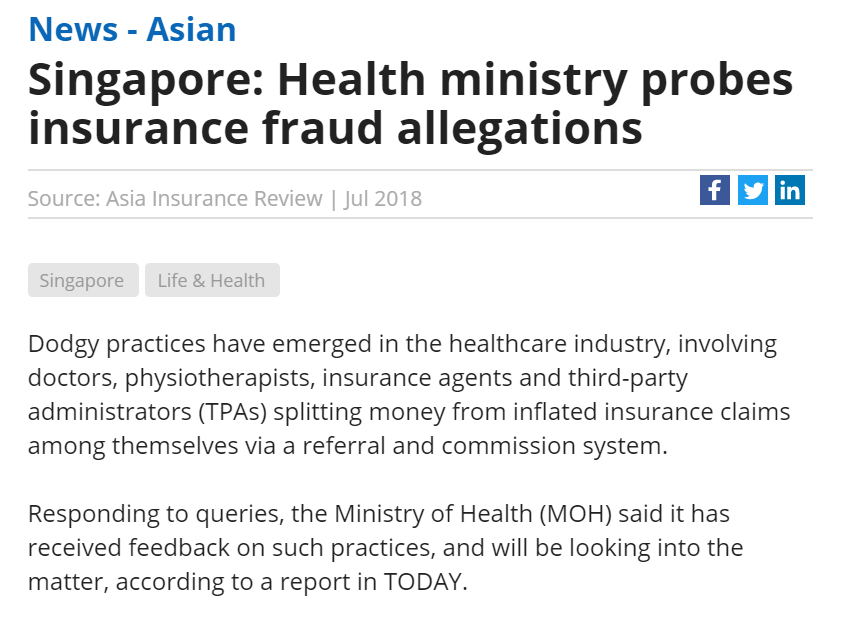 News - Asian
Singapore: Health ministry probes
insurance fraud allegations
Source: Asia Insurance Review | Jul 2018
f
in
Singapore
Life & Health
Dodgy practices have emerged in the healthcare industry, involving
doctors, physiotherapists, insurance agents and third-party
administrators (TPAs) splitting money from inflated insurance claims
among themselves via a referral and commission system.
Responding to queries, the Ministry of Health (MOH) said it has
received feedback on such practices, and will be looking into the
matter, according to a report in TODAY.